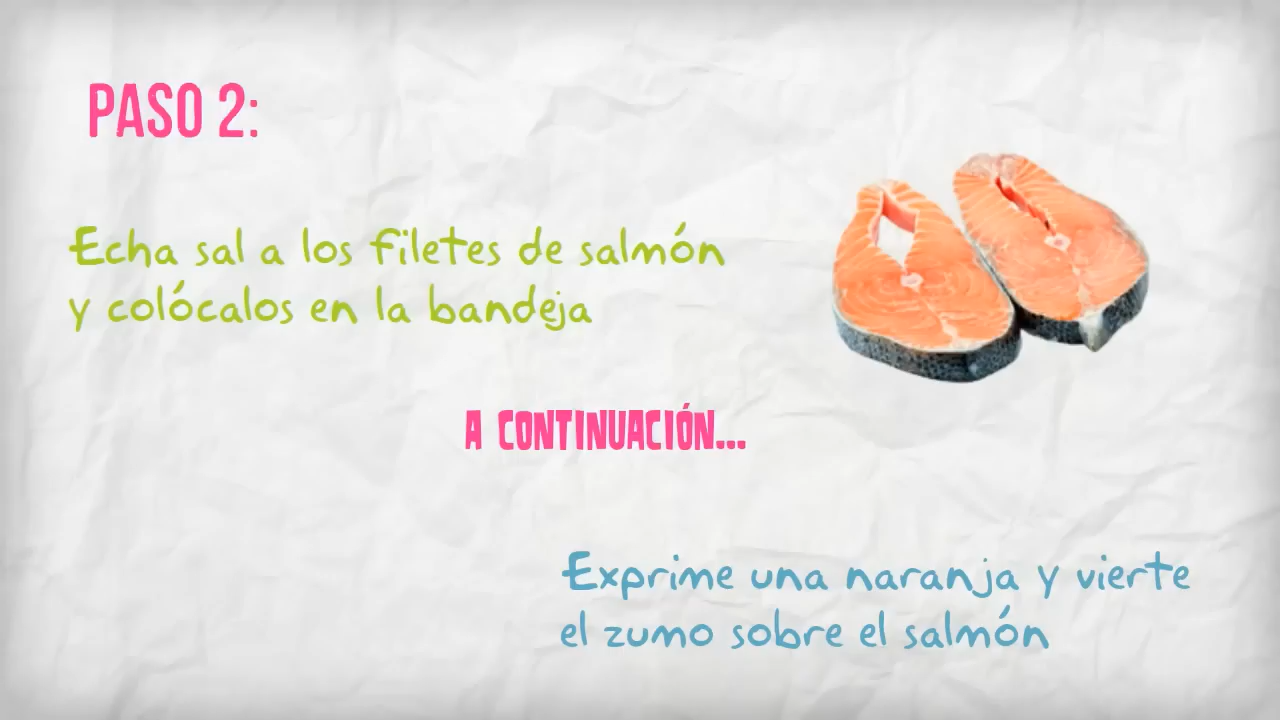 PASO 2:
Echa sal a los filetes de salmón
y colócalos en la bandeja
A CONTINUACIÓN...
Exprime una naranja y vierte
el zumo sobre el salmón